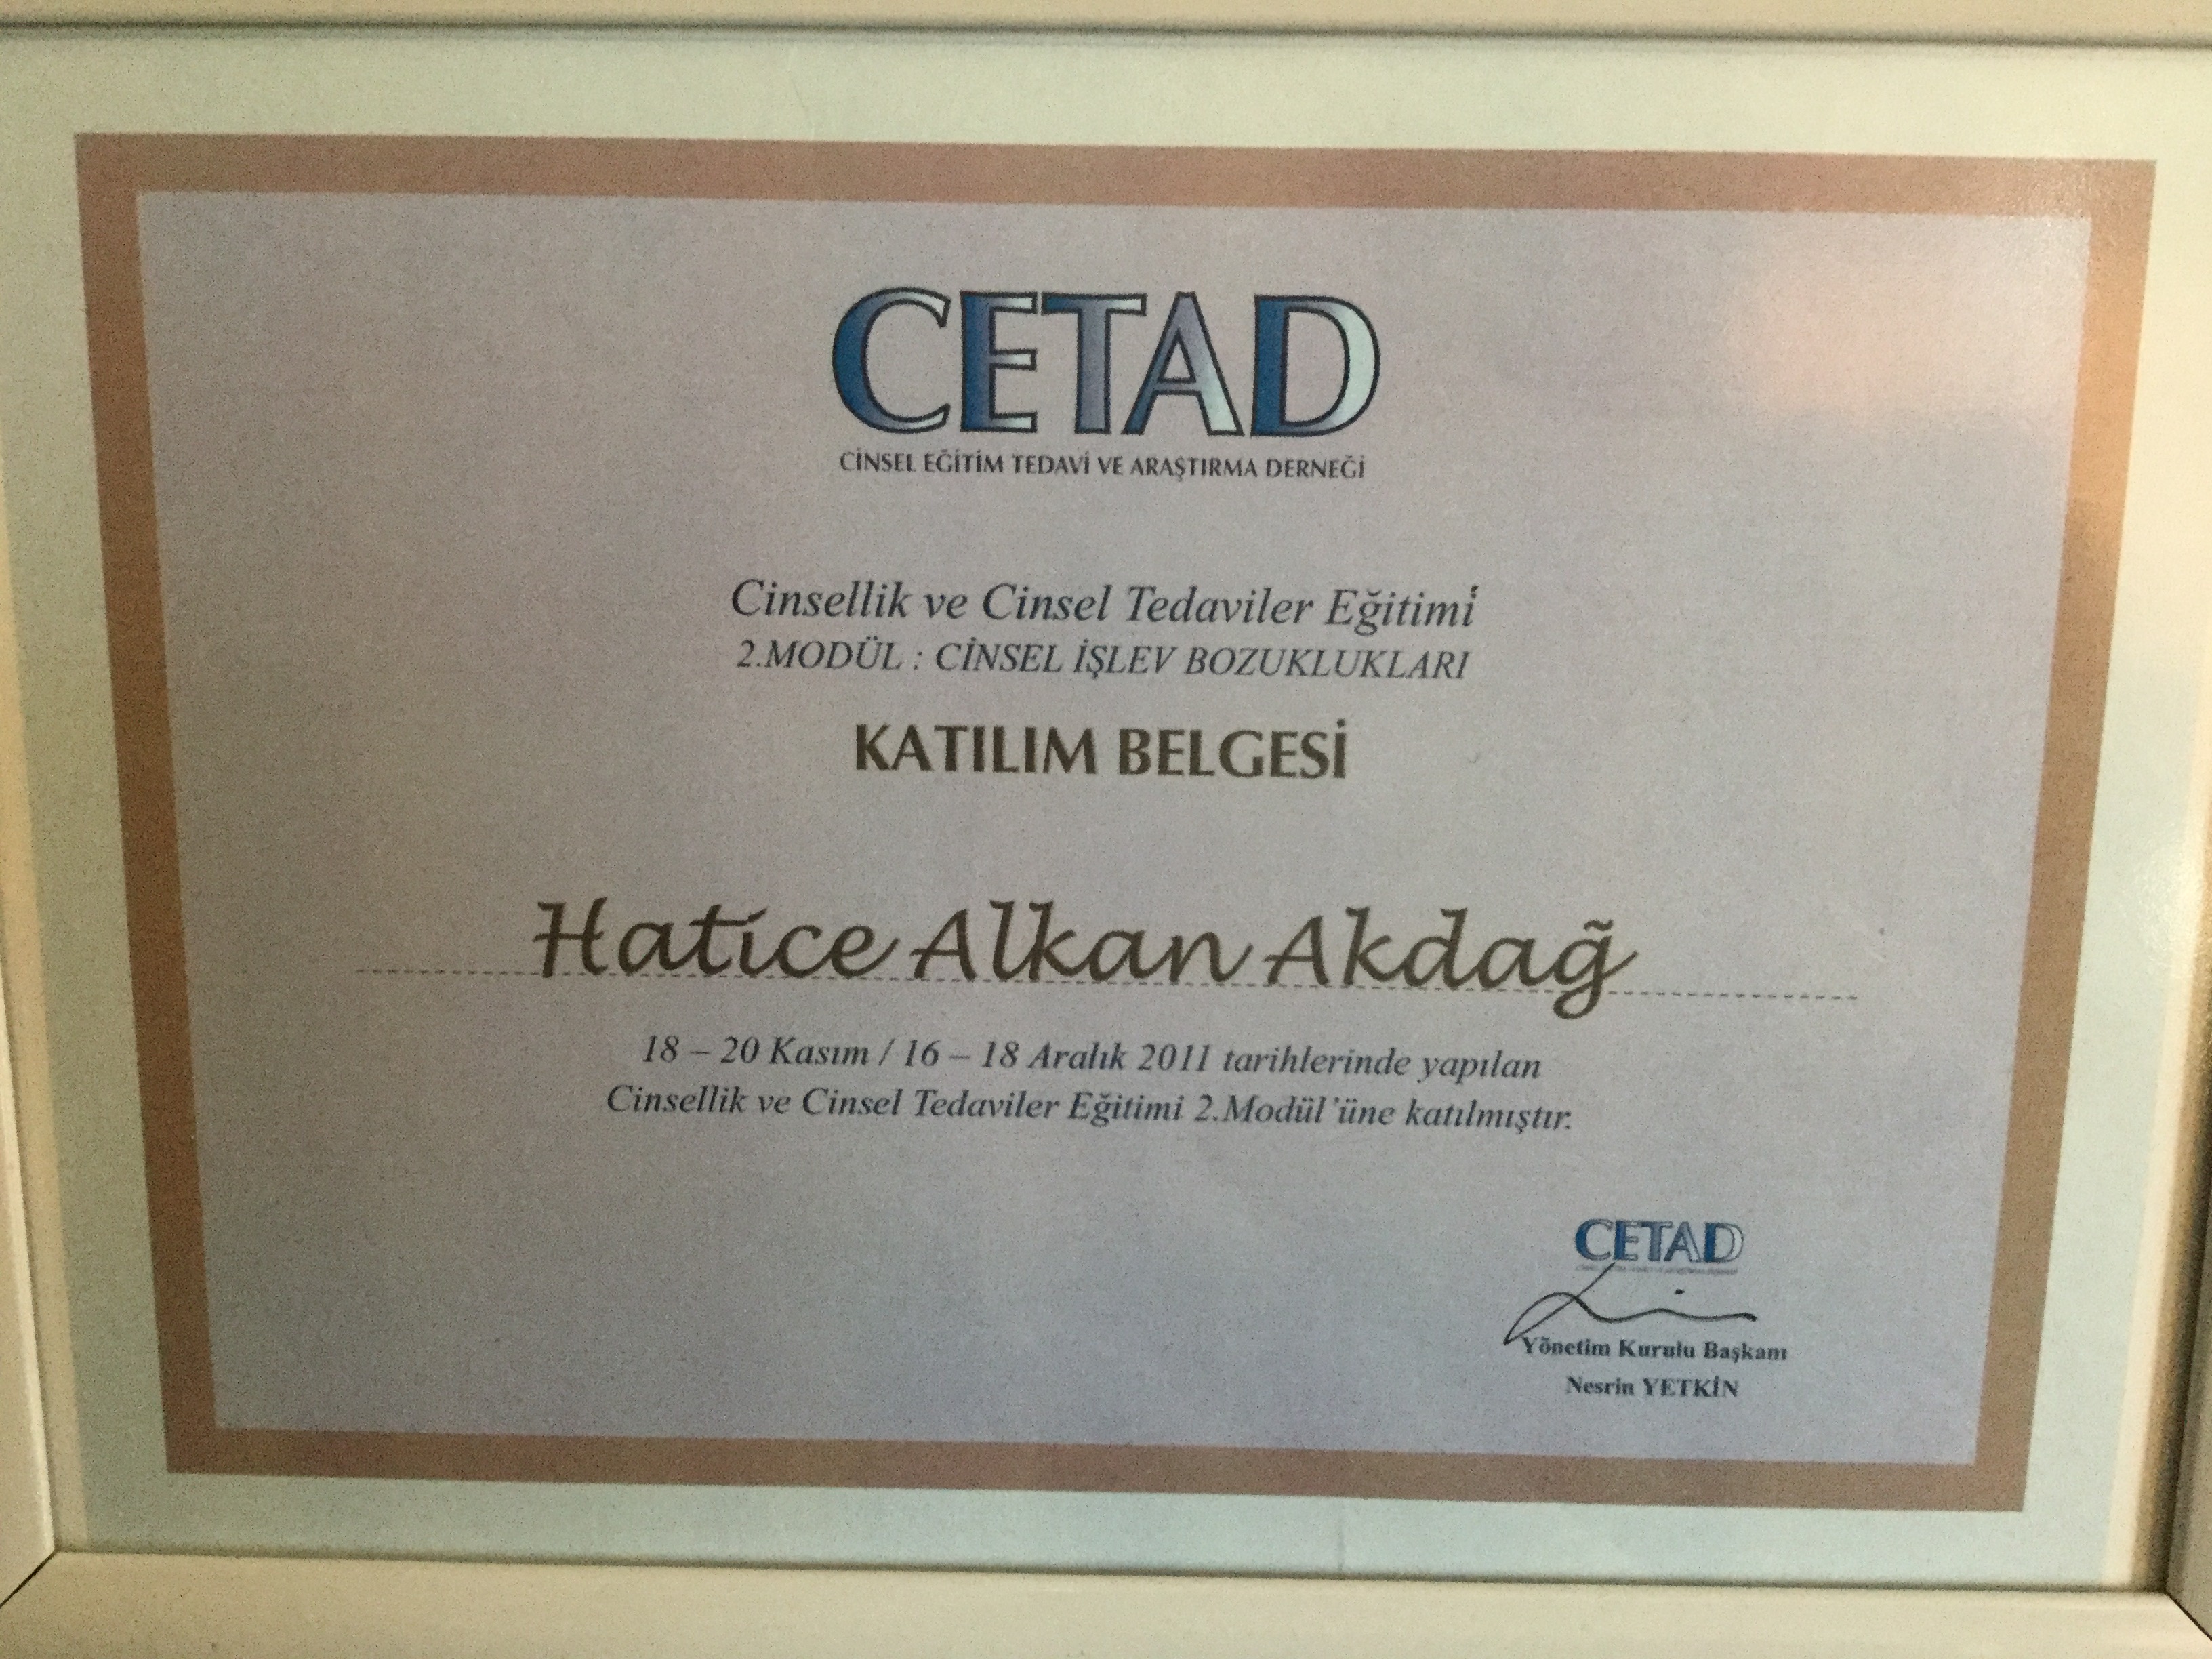 CETAD
CİNSEL EĞİTİM TEDAVİ VE ARAŞTIRMA DERNEĞİ
Cinsellik ve Cinsel Tedaviler Eğitimi
2.MODÜL : CİNSEL İŞLEV BOZUKLUKLARI
KATILIM BELGESİ
Hatice Alkan Akdağ
18 – 20 Kasım / 16 – 18 Aralık 2011 tarihlerinde yapılan
Cinsellik ve Cinsel Tedaviler Eğitimi 2.Modül'üne katılmıştır.
CETAD
Yönetim Kurulu Başkanı
Nesrin YETKİN